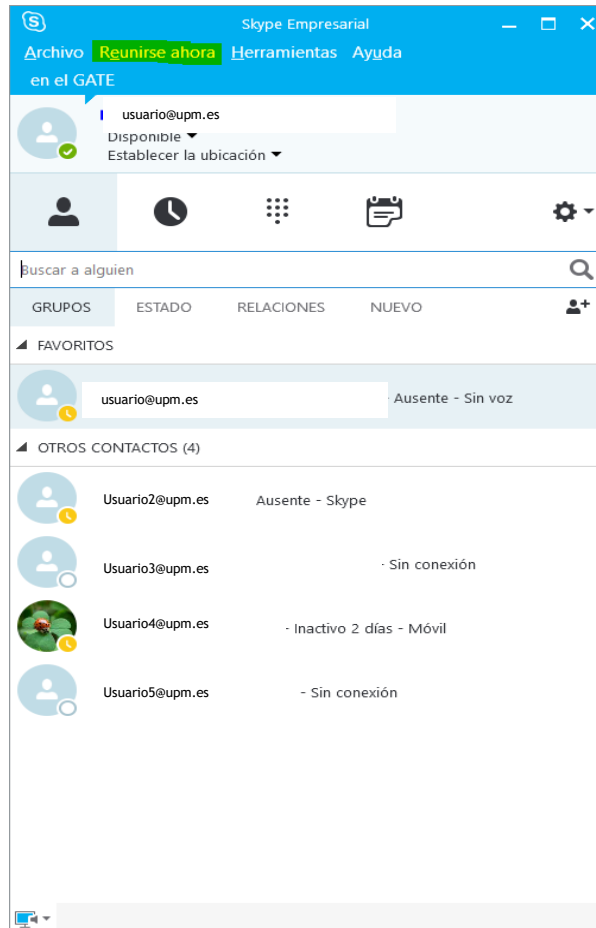 Skype Empresarial
Archivo Reunirse ahora Herramientas Ayuda
en el GATE
usuario@upm.es
Disponible
Establecer la ubicación
Buscar a alguien
GRUPOS ESTADO RELACIONES NUEVO
FAVORITOS
usuario@upm.es Ausente - Sin voz
OTROS CONTACTOS (4)
Usuario2@upm.es Ausente - Skype
Usuario3@upm.es - Sin conexión
Usuario4@upm.es - Inactivo 2 días - Móvil
Usuario5@upm.es - Sin conexión